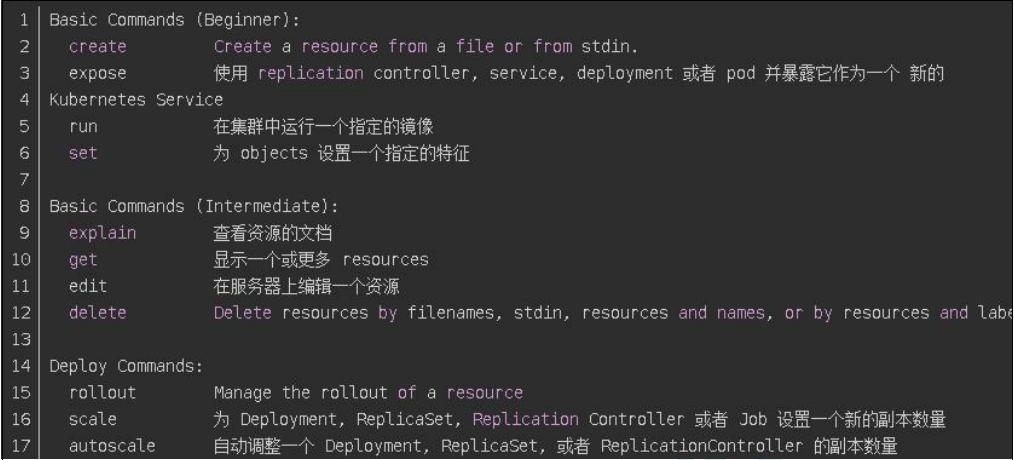 1 Basic Commands (Beginner):
2 create Create a resource from a file or from stdin.
3 expose 使用 replication controller, service, deployment 或者 pod 并暴露它作为一个 新的
4 Kubernetes Service
5 run 在集群中运行一个指定的镜像
6 set 为 objects 设置一个指定的特征
7
8 Basic Commands (Intermediate):
9 explain 查看资源的文档
10 get 显示一个或更多 resources
11 edit 在服务器上编辑一个资源
12 delete Delete resources by filenames, stdin, resources and names, or by resources and labe
13
14 Deploy Commands:
15 rollout Manage the rollout of a resource
16 scale 为 Deployment, ReplicaSet, Replication Controller 或者 Job 设置一个新的副本数量
17 autoscale 自动调整一个 Deployment, ReplicaSet, 或者 ReplicationController 的副本数量